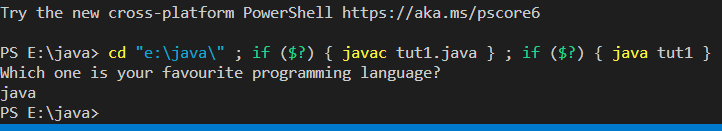 Try the new cross-platform PowerShell https://aka.ms/pscore6
PS E:\java> cd "e:\java\" ; if ($?) { javac tut1.java } ; if ($?) { java tut1 }
Which one is your favourite programming language?
java
PS E:\java>